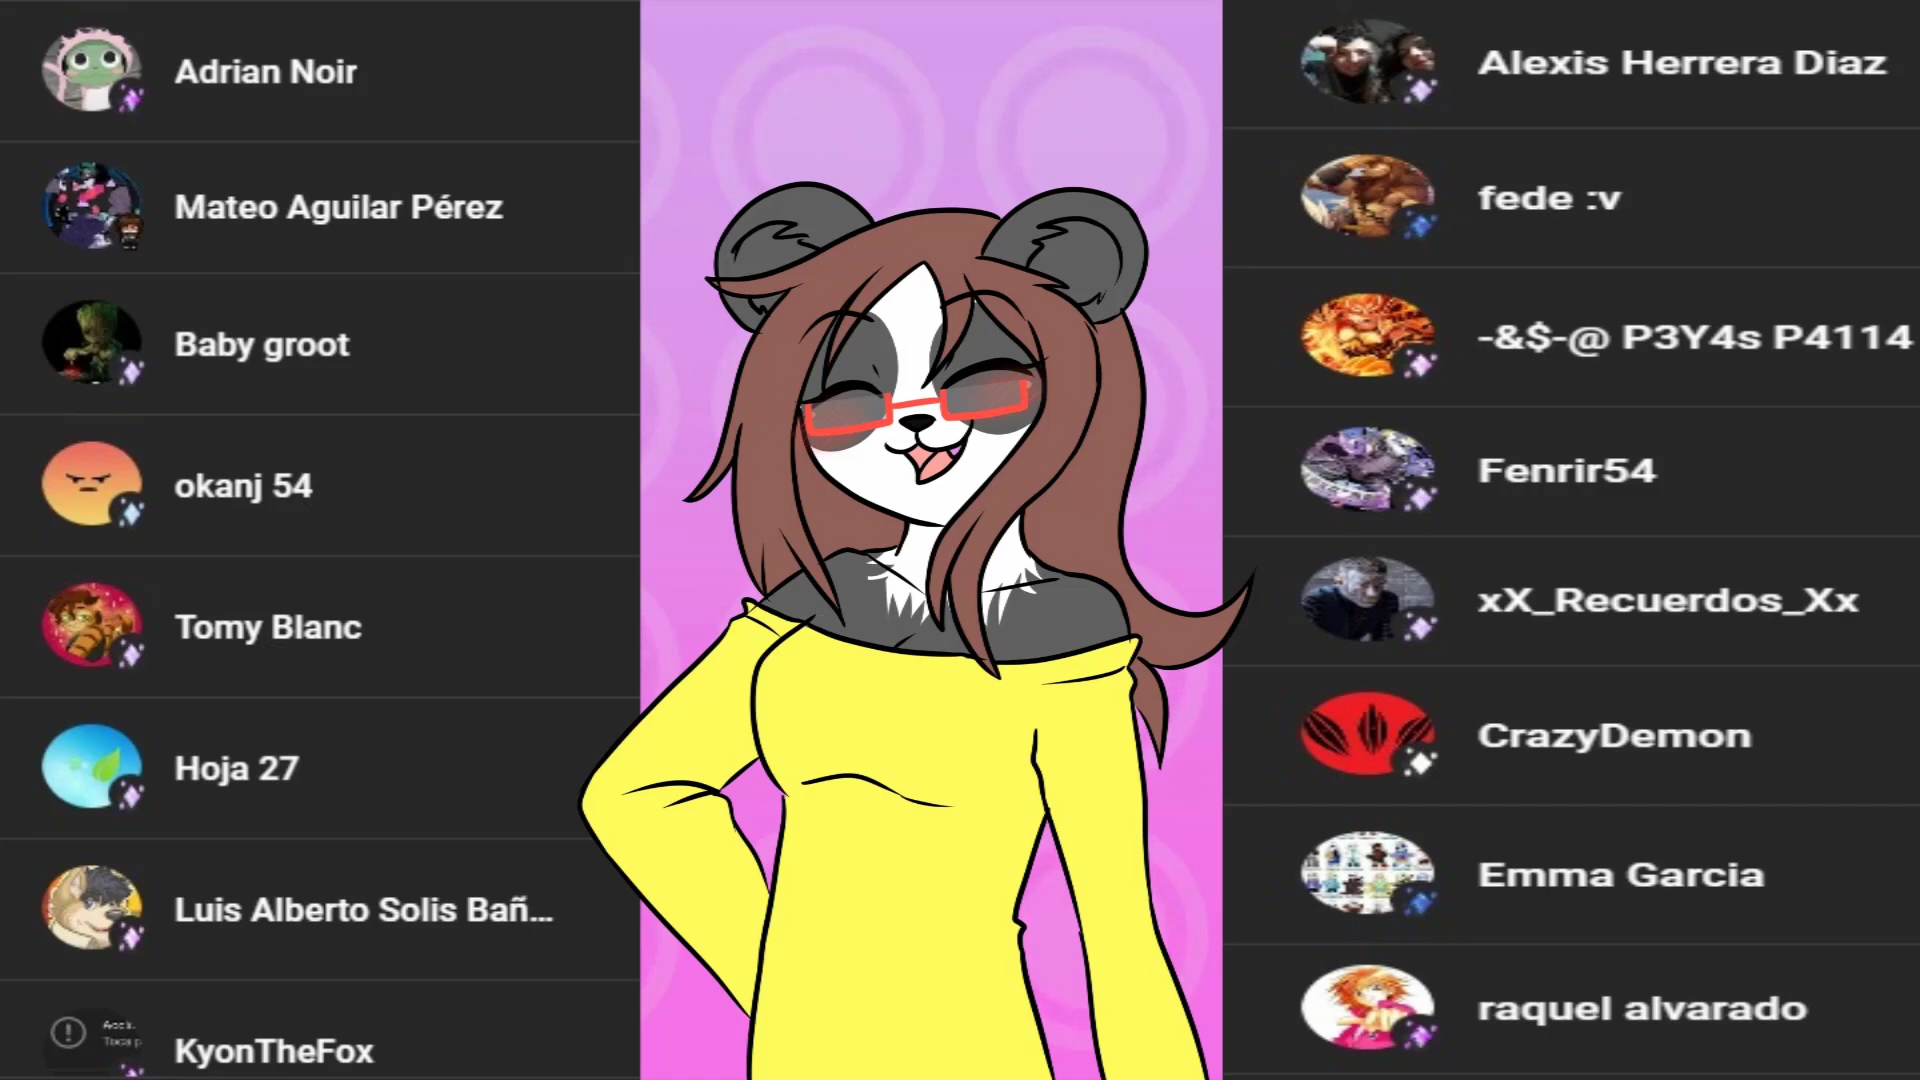 Adrian Noir
Mateo Aguilar Pérez
Baby groot
okanj 54
Tomy Blanc
Hoja 27
Luis Alberto Solis Bañ...
KyonTheFox
Alexis Herrera Diaz
fede :v
-&$-@ P3Y4s P4114
Fenrir54
xX_Recuerdos_Xx
CrazyDemon
Emma Garcia
raquel alvarado